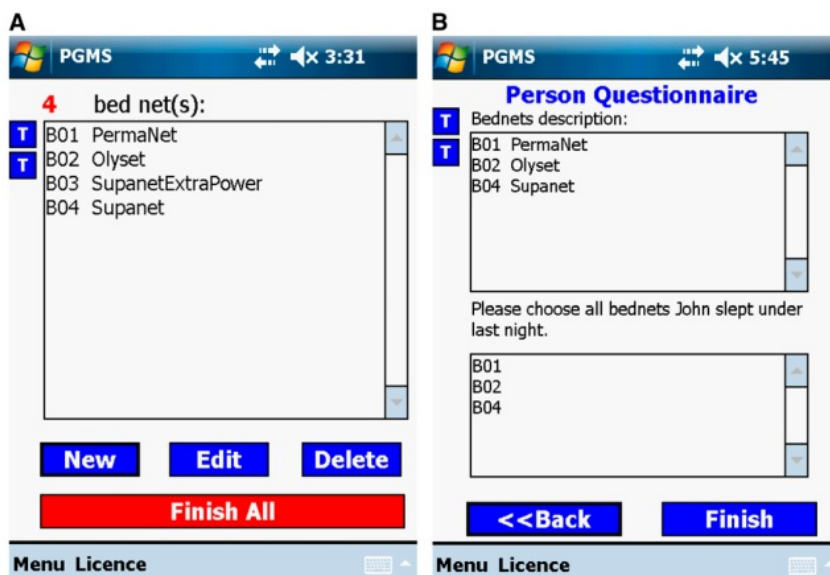 A
PGMS 3:31
4 bed net(s):
T
T
B01 PermaNet
B02 Olyset
B03 SupanetExtraPower
B04 Supanet
New Edit Delete
Finish All
Menu Licence
B
PGMS 5:45
Person Questionnaire
T
T
Bednets description:
B01 PermaNet
B02 Olyset
B04 Supanet
Please choose all bednets John slept under
last night.
B01
B02
B04
<<Back Finish
Menu Licence